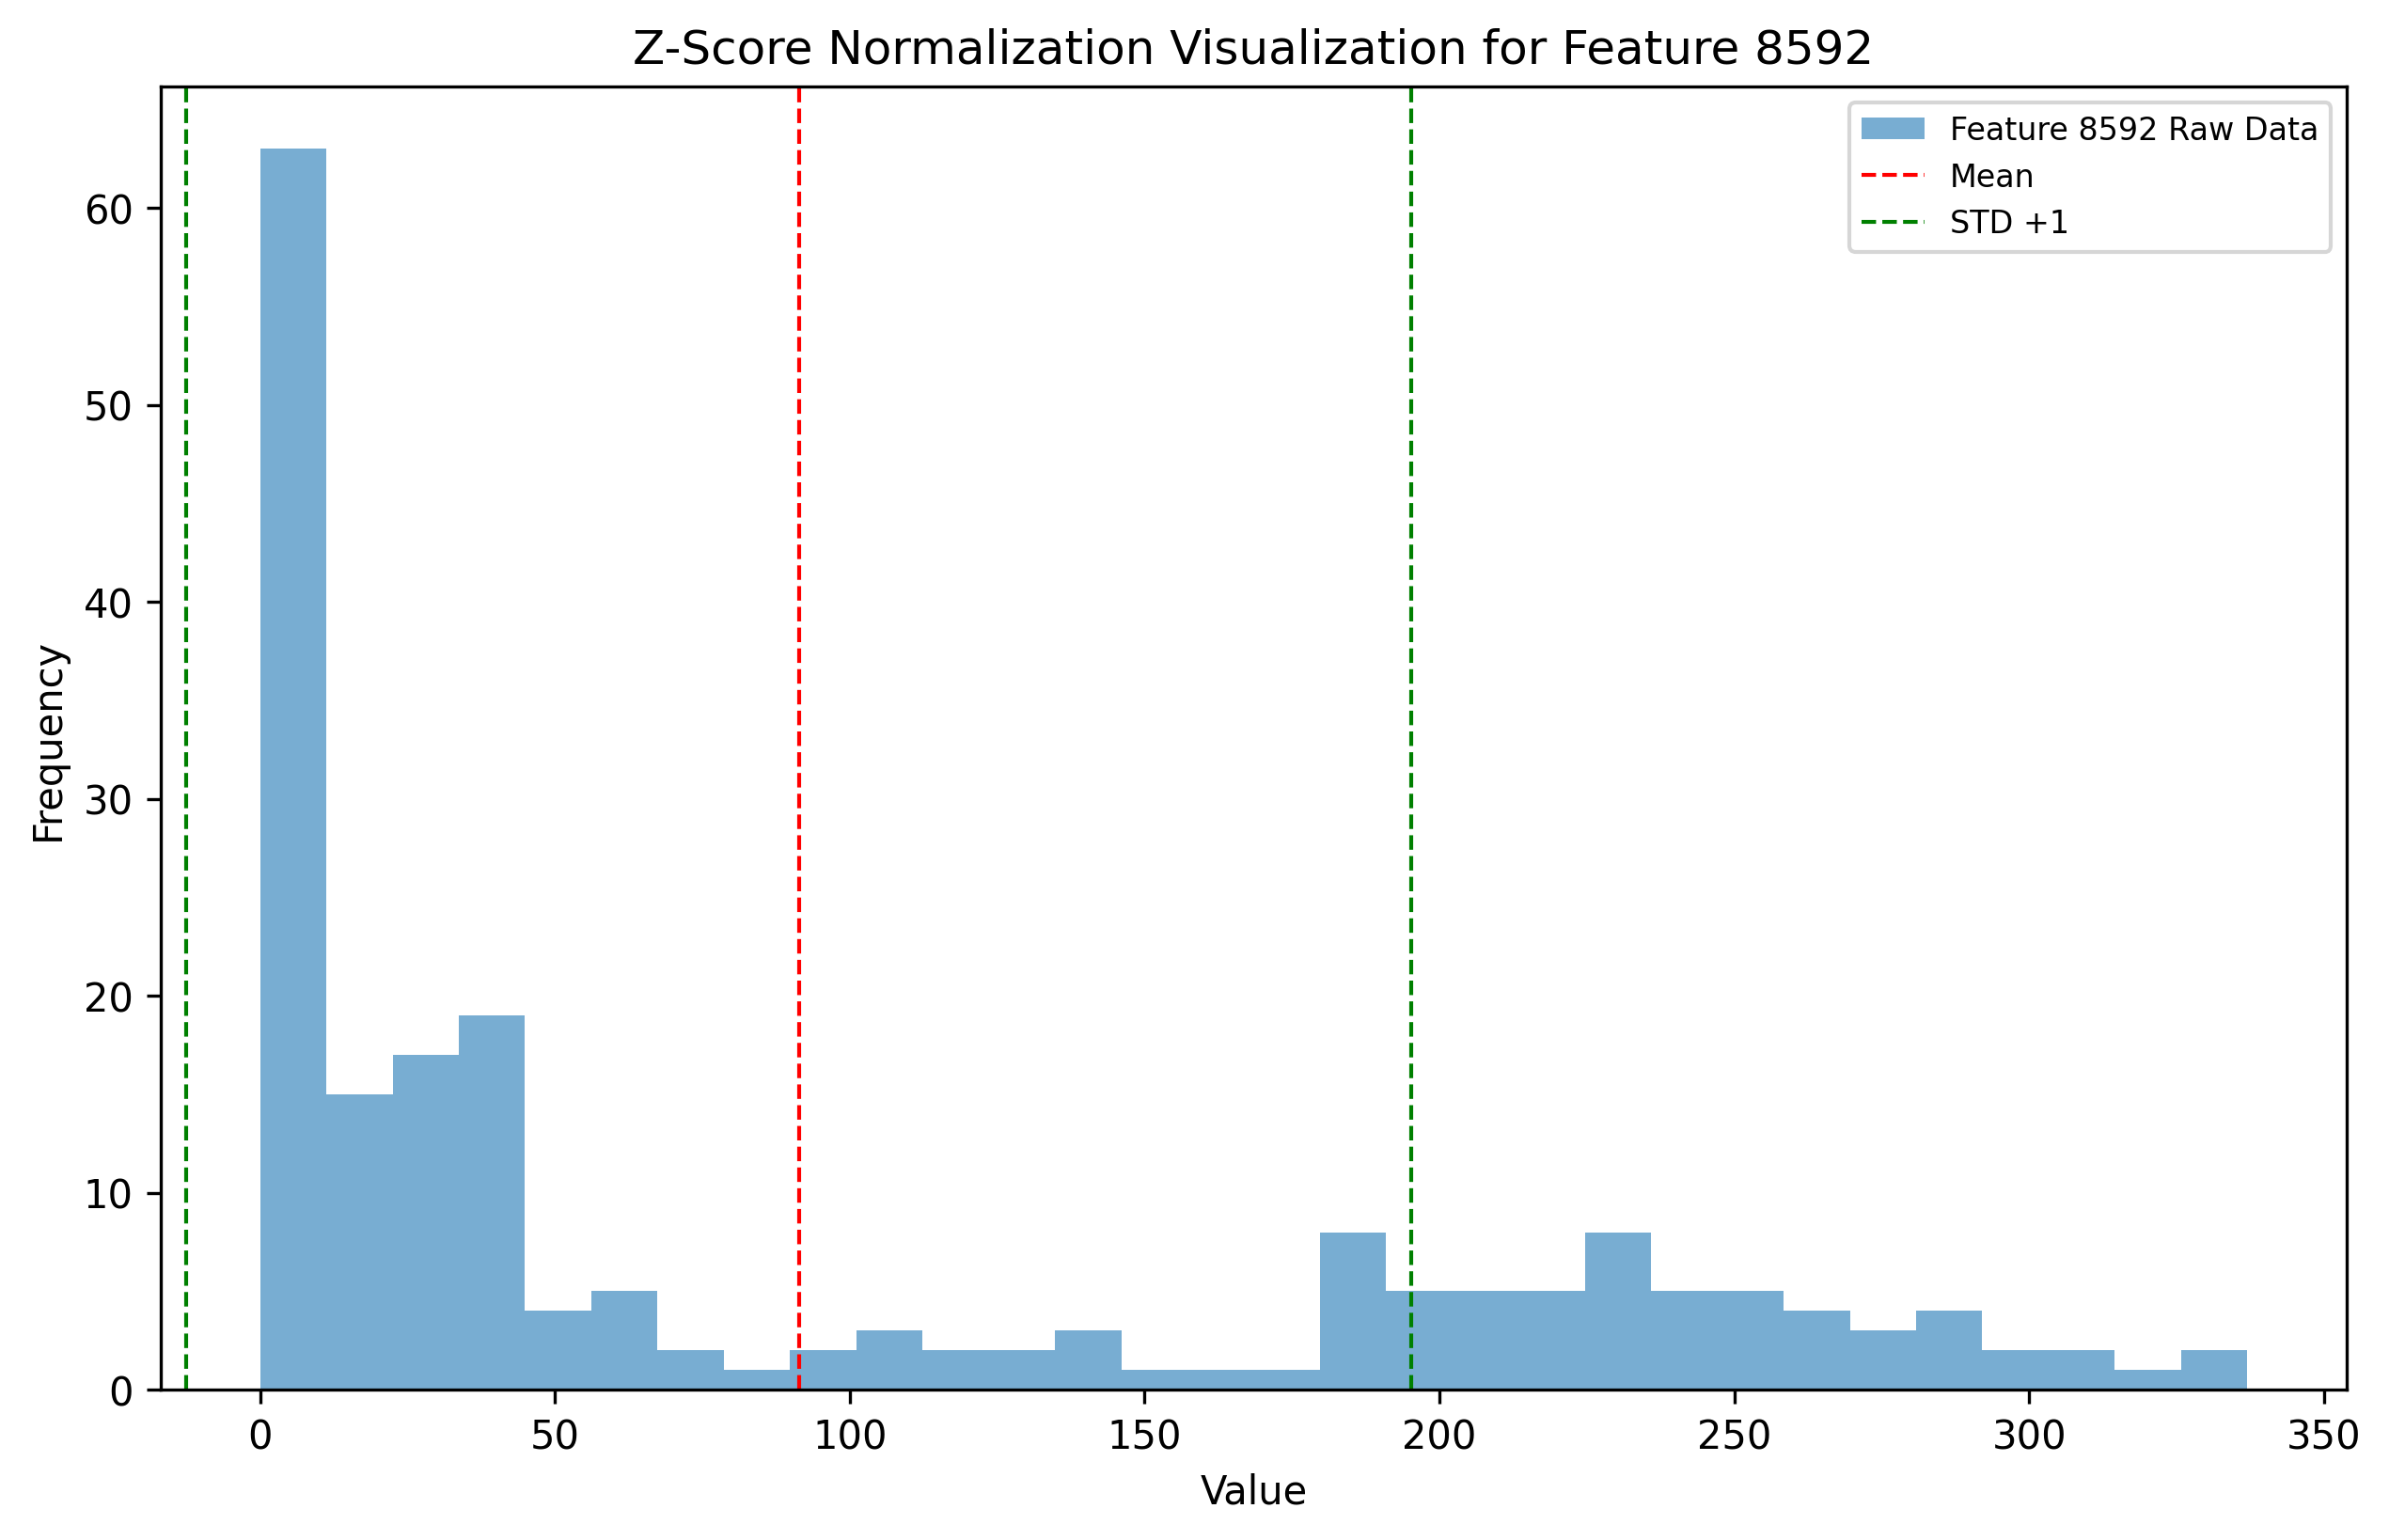 Z-Score Normalization Visualization for Feature 8592
Feature 8592 Raw Data
Mean
STD +1
60
50
40
30
20
10
0
Frequency
0 50 100 150 200 250 300 350
Value